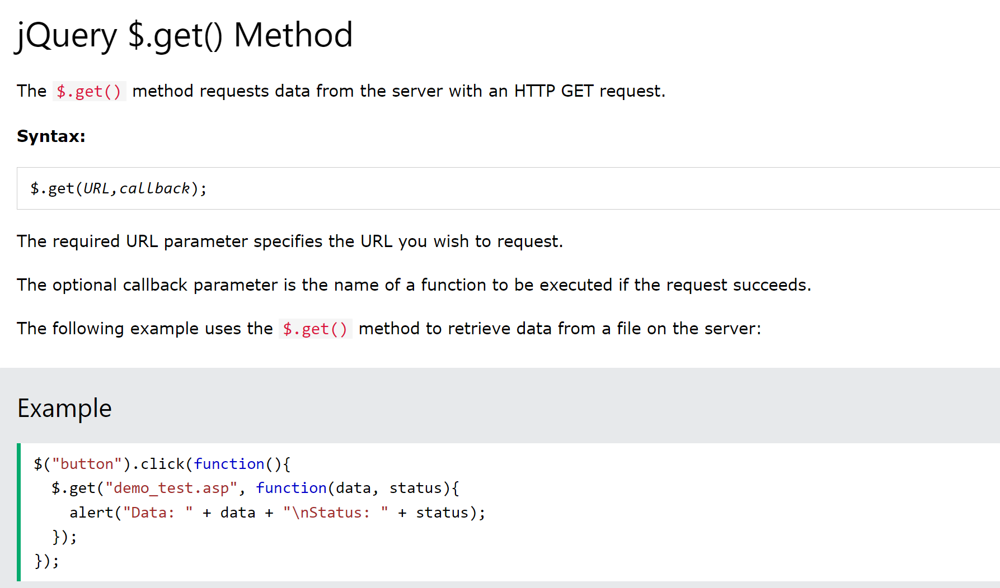 jQuery $.get() Method
The $.get() method requests data from the server with an HTTP GET request.
Syntax:
$.get(URL,callback);
The required URL parameter specifies the URL you wish to request.
The optional callback parameter is the name of a function to be executed if the request succeeds.
The following example uses the $.get() method to retrieve data from a file on the server:
Example
$("button").click(function(){
  $.get("demo_test.asp", function(data, status){
    alert("Data: " + data + "\nStatus: " + status);
  });
});